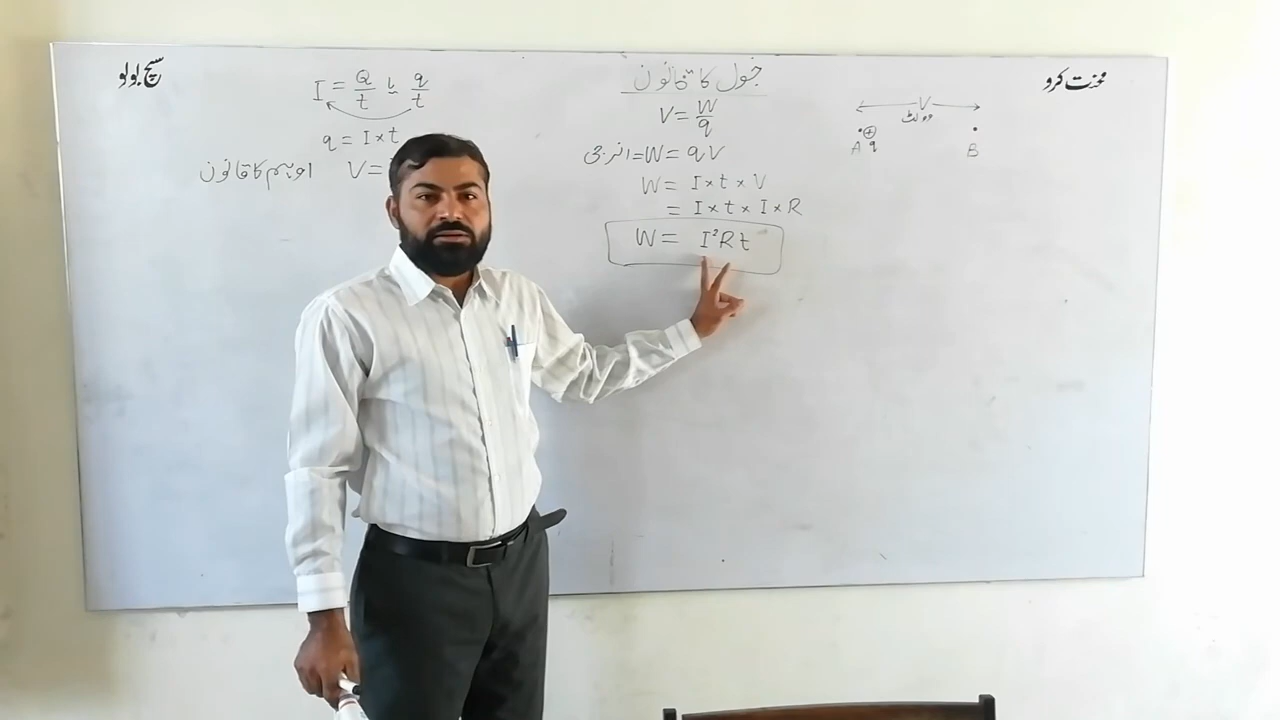 سچ بولو
محنت کرو
جول کا قانون
V = W/q
انرجی = W = qV
W = I×t×V
= I×t×I×R
W = I²Rt
I = Q/t یا q/t
q = I×t
اوہم کا قانون V =
V
وولٹ
⊕
A q B